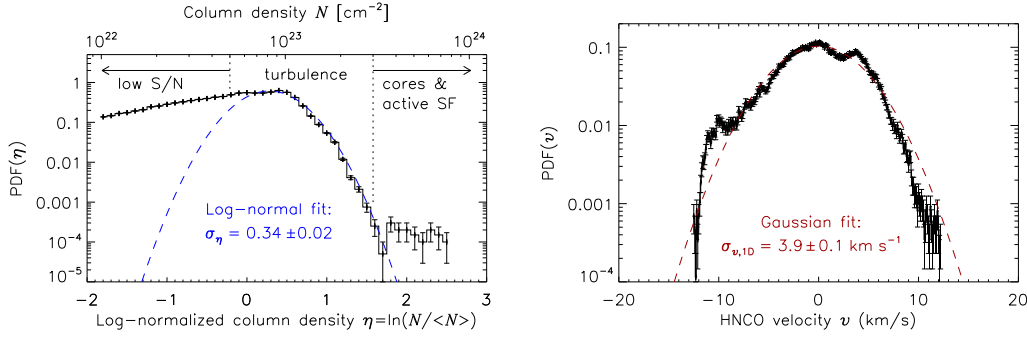 Column density N [cm⁻²]
10²² 10²³ 10²⁴
low S/N turbulence cores &
active SF
1
0.1
0.01
0.001
10⁻⁴
10⁻⁵
PDF(η)
Log-normal fit:
σ_η = 0.34 ± 0.02
-2 -1 0 1 2 3
Log-normalized column density η=ln(N/<N>)
0.1
0.01
0.001
10⁻⁴
PDF(v)
Gaussian fit:
σ_v,1D = 3.9 ± 0.1 km s⁻¹
-20 -10 0 10 20
HNCO velocity v (km/s)